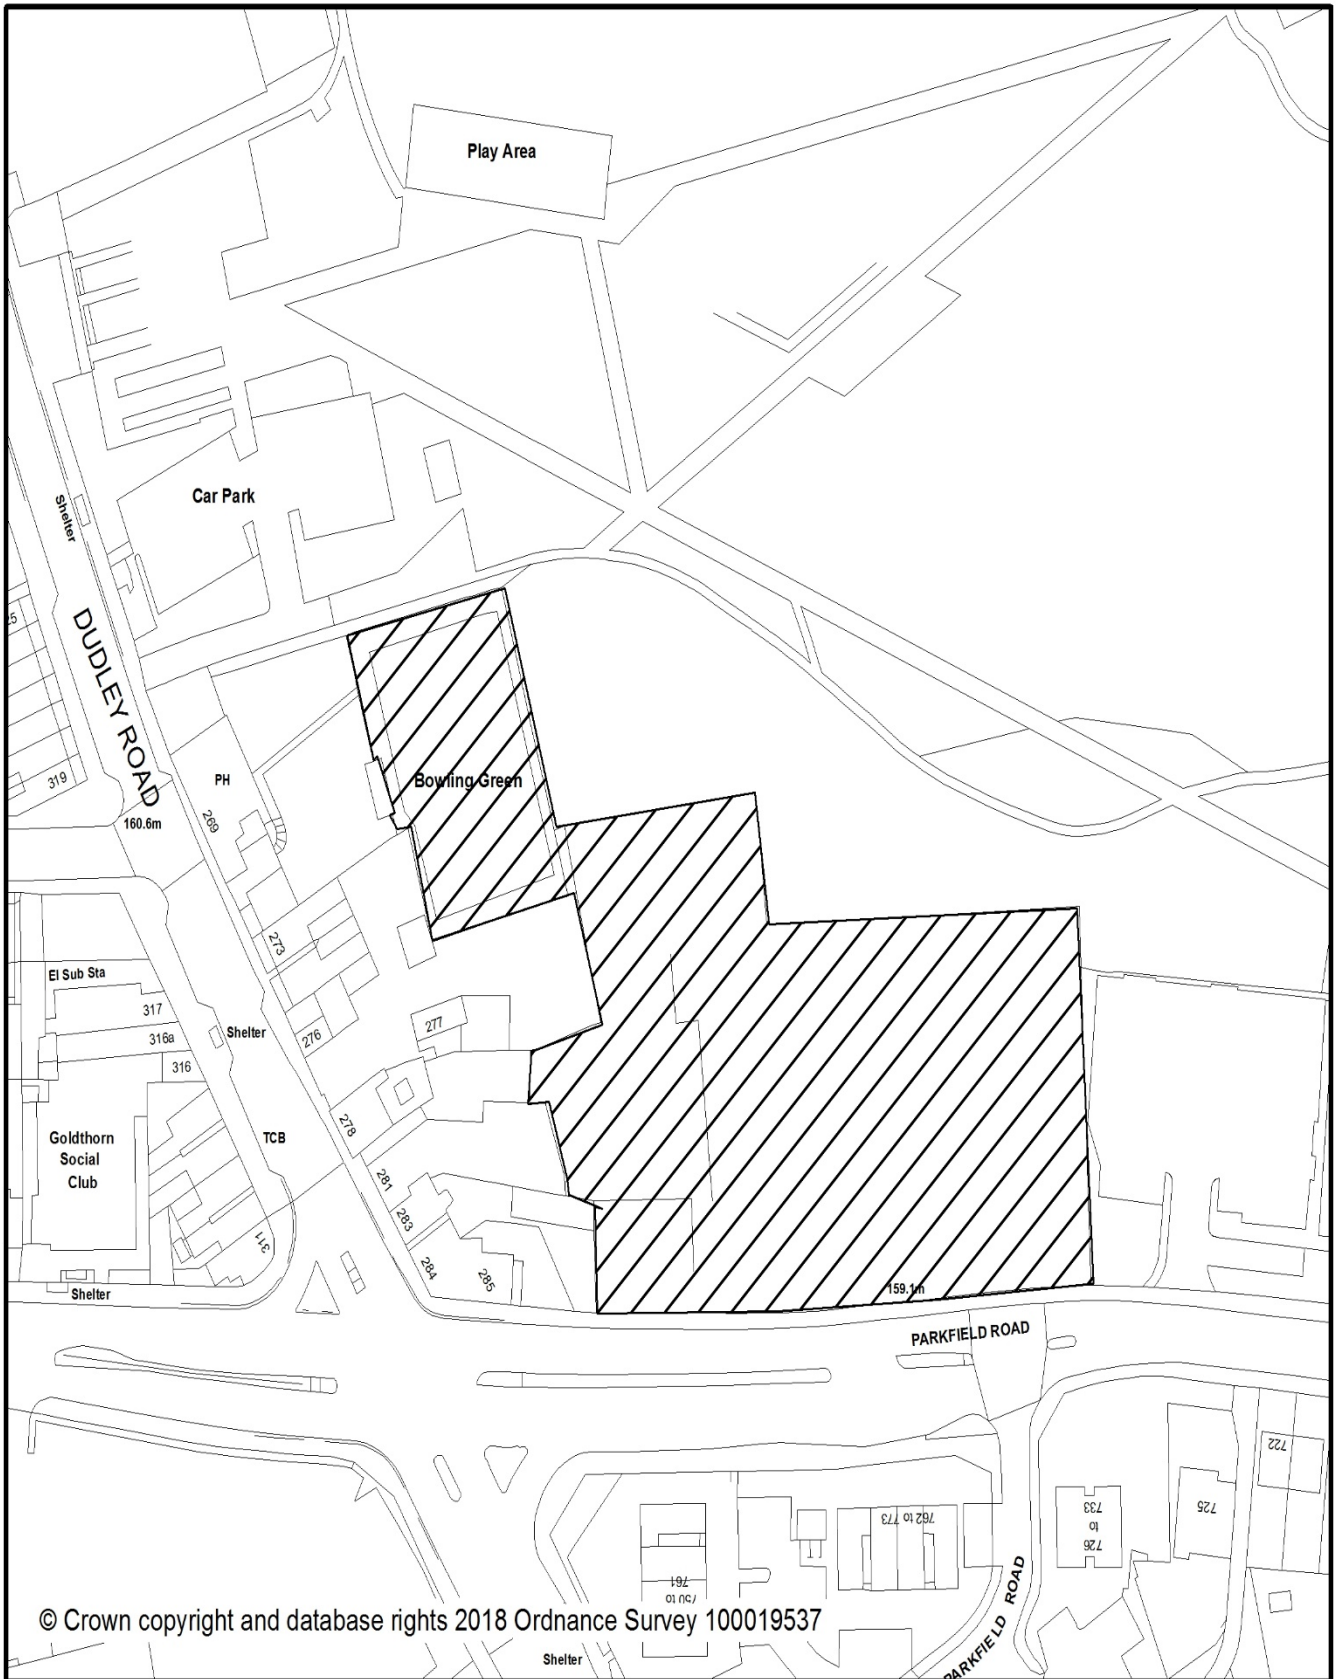 Play Area
Car Park
Shelter
DUDLEY ROAD
319
160.6m
PH
269
Bowling Green
273
El Sub Sta
317
316a
316
Shelter
276
277
278
TCB
Goldthorn
Social
Club
281
283
284
285
311
Shelter
159.1m
PARKFIELD ROAD
722
725
733
to
726
762 to 773
761
750 to
PARKFIELD ROAD
© Crown copyright and database rights 2018 Ordnance Survey 100019537
Shelter